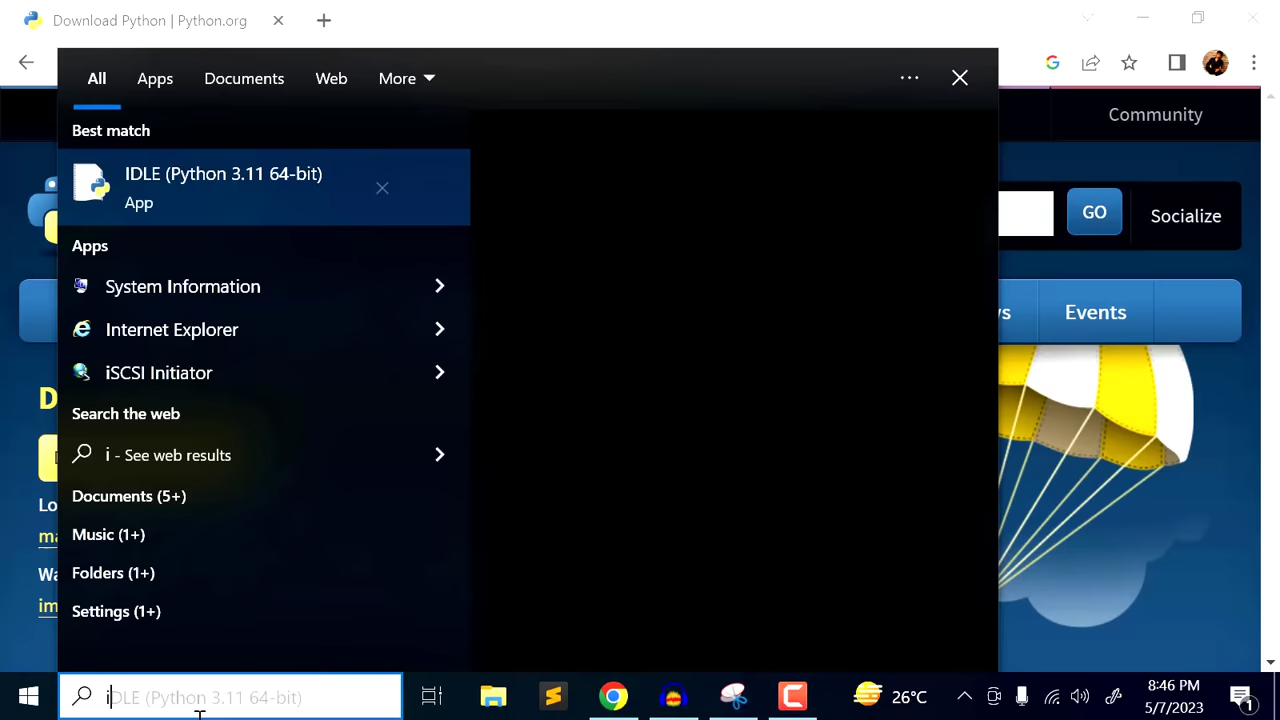 Download Python | Python.org
All Apps Documents Web More
Best match
IDLE (Python 3.11 64-bit)
App
Apps
System Information
Internet Explorer
iSCSI Initiator
Search the web
i - See web results
Documents (5+)
Music (1+)
Folders (1+)
Settings (1+)
Community
GO
Socialize
Events
iDLE (Python 3.11 64-bit)
26°C
8:46 PM
5/7/2023
1